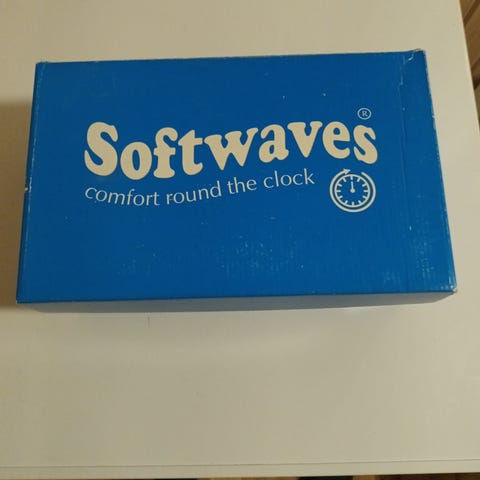 Softwaves®
comfort round the clock